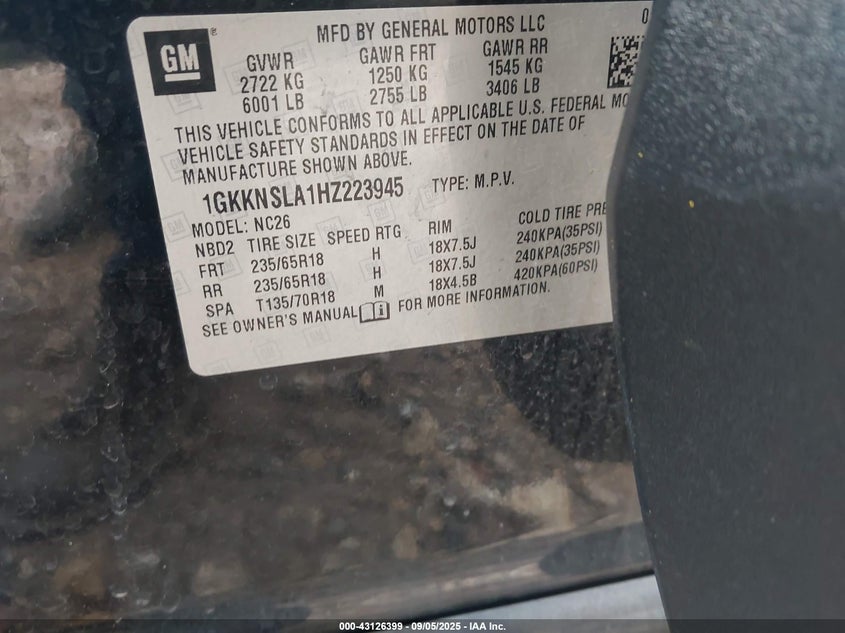 GM
MFD BY GENERAL MOTORS LLC 0
GVWR GAWR FRT GAWR RR
2722 KG 1250 KG 1545 KG
6001 LB 2755 LB 3406 LB
THIS VEHICLE CONFORMS TO ALL APPLICABLE U.S. FEDERAL MO
VEHICLE SAFETY STANDARDS IN EFFECT ON THE DATE OF
MANUFACTURE SHOWN ABOVE.
1GKKNSLA1HZ223945 TYPE: M.P.V.
MODEL: NC26
NBD2 TIRE SIZE SPEED RTG RIM COLD TIRE PRE
FRT 235/65R18 H 18X7.5J 240KPA(35PSI)
RR 235/65R18 H 18X7.5J 240KPA(35PSI)
SPA T135/70R18 M 18X4.5B 420KPA(60PSI)
SEE OWNER'S MANUAL FOR MORE INFORMATION.
000-43126399 - 09/05/2025 - IAA Inc.